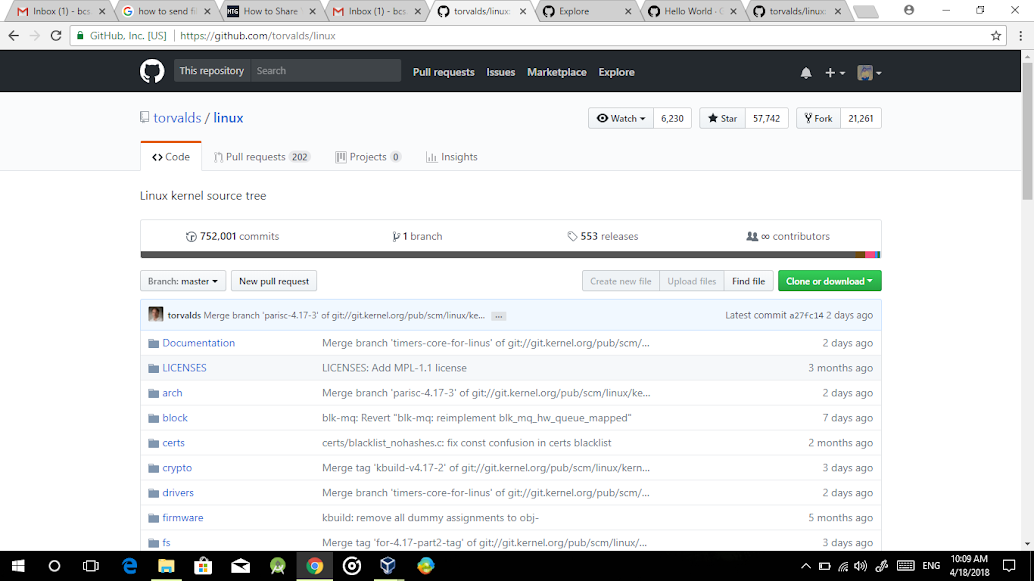 Inbox (1) - bcs
how to send f
HTG How to Share
Inbox (1) - bcs
torvalds/linux:
Explore
Hello World · G
torvalds/linux:
GitHub, Inc. [US] https://github.com/torvalds/linux
This repository Search Pull requests Issues Marketplace Explore
torvalds / linux
Watch 6,230 Star 57,742 Fork 21,261
Code Pull requests 202 Projects 0 Insights
Linux kernel source tree
752,001 commits 1 branch 553 releases ∞ contributors
Branch: master New pull request Create new file Upload files Find file Clone or download
torvalds Merge branch 'parisc-4.17-3' of git://git.kernel.org/pub/scm/linux/ke... ... Latest commit a27fc14 2 days ago
Documentation Merge branch 'timers-core-for-linus' of git://git.kernel.org/pub/scm/... 2 days ago
LICENSES LICENSES: Add MPL-1.1 license 3 months ago
arch Merge branch 'parisc-4.17-3' of git://git.kernel.org/pub/scm/linux/ke... 2 days ago
block blk-mq: Revert "blk-mq: reimplement blk_mq_hw_queue_mapped" 7 days ago
certs certs/blacklist_nohashes.c: fix const confusion in certs blacklist 2 months ago
crypto Merge tag 'kbuild-v4.17-2' of git://git.kernel.org/pub/scm/linux/kern... 3 days ago
drivers Merge branch 'timers-core-for-linus' of git://git.kernel.org/pub/scm/... 2 days ago
firmware kbuild: remove all dummy assignments to obj- 5 months ago
fs Merge tag 'for-4.17-part2-tag' of git://git.kernel.org/pub/scm/linux/... 3 days ago
ENG 10:09 AM
4/18/2018